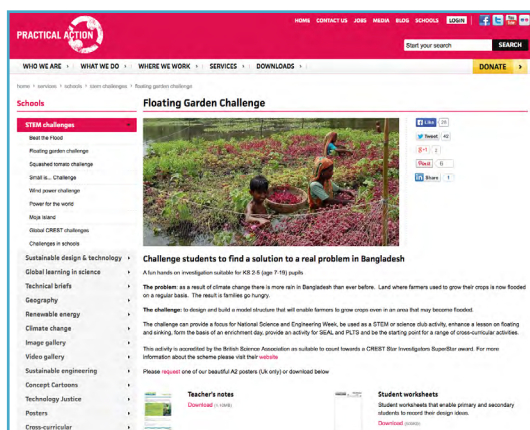 HOME CONTACT US JOBS MEDIA BLOG SCHOOLS LOGIN
PRACTICAL ACTION
Start your search SEARCH
WHO WE ARE WHAT WE DO WHERE WE WORK SERVICES DOWNLOADS DONATE
home > services > schools > stem challenges > floating garden challenge
Schools
STEM challenges
Beat the Flood
Floating garden challenge
Squashed tomato challenge
Small is... Challenge
Wind power challenge
Power for the world
Moja Island
Global CREST challenges
Challenges in schools
Sustainable design & technology
Global learning in science
Technical briefs
Geography
Renewable energy
Climate change
Image gallery
Video gallery
Sustainable engineering
Concept Cartoons
Technology Justice
Posters
Cross-curricular
Floating Garden Challenge
Like
Tweet 42
g+1 2
Pin it 6
Share 1
Challenge students to find a solution to a real problem in Bangladesh
A fun hands on investigation suitable for KS 2-5 (age 7-19) pupils
The problem: as a result of climate change there is more rain in Bangladesh than ever before. Land where farmers used to grow their crops is now flooded
on a regular basis. The result is families go hungry.
The challenge: to design and build a model structure that will enable farmers to grow crops even in an area that may become flooded.
The challenge can provide a focus for National Science and Engineering Week, be used as a STEM or science club activity, enhance a lesson on floating
and sinking, form the basis of an enrichment day, provide an activity for SEAL and PLTS and be the starting point for a range of cross-curricular activities.
This activity is accredited by the British Science Association as suitable to count towards a CREST Star Investigators SuperStar award. For more
information about the scheme please visit their website
Please request one of our beautiful A2 posters (Uk only) or download below
Teacher's notes
Download
Student worksheets
Student worksheets that enable primary and secondary
students to record their design ideas.
Download